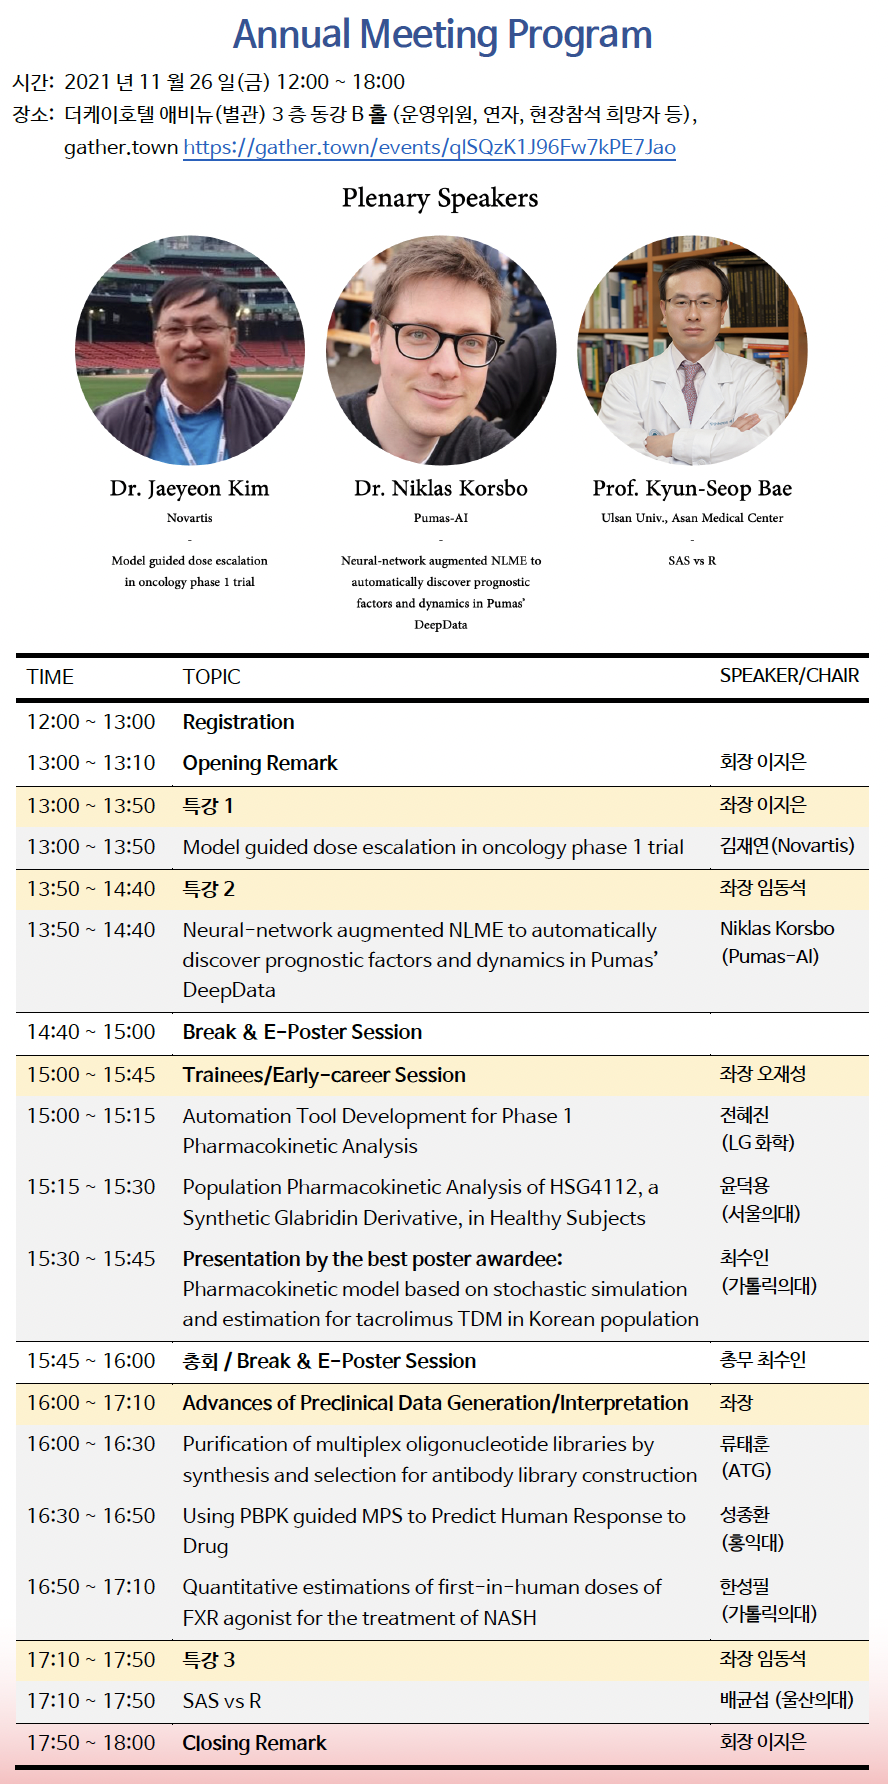 Annual Meeting Program
시간: 2021 년 11 월 26 일(금) 12:00 ~ 18:00
장소: 더케이호텔 애비뉴(별관) 3 층 동강 B 홀 (운영위원, 연자, 현장참석 희망자 등),
gather.town https://gather.town/events/qlSQzK1J96Fw7kPE7Jao
Plenary Speakers
Dr. Jaeyeon Kim
Novartis
-
Model guided dose escalation
in oncology phase 1 trial
Dr. Niklas Korsbo
Pumas-AI
-
Neural-network augmented NLME to
automatically discover prognostic
factors and dynamics in Pumas’
DeepData
Prof. Kyun-Seop Bae
Ulsan Univ., Asan Medical Center
-
SAS vs R
TIME TOPIC SPEAKER/CHAIR
12:00 ~ 13:00 Registration
13:00 ~ 13:10 Opening Remark 회장 이지은
13:00 ~ 13:50 특강 1 좌장 이지은
13:00 ~ 13:50 Model guided dose escalation in oncology phase 1 trial 김재연(Novartis)
13:50 ~ 14:40 특강 2 좌장 임동석
13:50 ~ 14:40 Neural-network augmented NLME to automatically Niklas Korsbo
discover prognostic factors and dynamics in Pumas’ (Pumas-AI)
DeepData
14:40 ~ 15:00 Break & E-Poster Session
15:00 ~ 15:45 Trainees/Early-career Session 좌장 오재성
15:00 ~ 15:15 Automation Tool Development for Phase 1 전혜진
Pharmacokinetic Analysis (LG 화학)
15:15 ~ 15:30 Population Pharmacokinetic Analysis of HSG4112, a 윤덕용
Synthetic Glabridin Derivative, in Healthy Subjects (서울의대)
15:30 ~ 15:45 Presentation by the best poster awardee: 최수인
Pharmacokinetic model based on stochastic simulation (가톨릭의대)
and estimation for tacrolimus TDM in Korean population
15:45 ~ 16:00 총회 / Break & E-Poster Session 총무 최수인
16:00 ~ 17:10 Advances of Preclinical Data Generation/Interpretation 좌장
16:00 ~ 16:30 Purification of multiplex oligonucleotide libraries by 류태훈
synthesis and selection for antibody library construction (ATG)
16:30 ~ 16:50 Using PBPK guided MPS to Predict Human Response to 성종환
Drug (홍익대)
16:50 ~ 17:10 Quantitative estimations of first-in-human doses of 한성필
FXR agonist for the treatment of NASH (가톨릭의대)
17:10 ~ 17:50 특강 3 좌장 임동석
17:10 ~ 17:50 SAS vs R 배균섭 (울산의대)
17:50 ~ 18:00 Closing Remark 회장 이지은